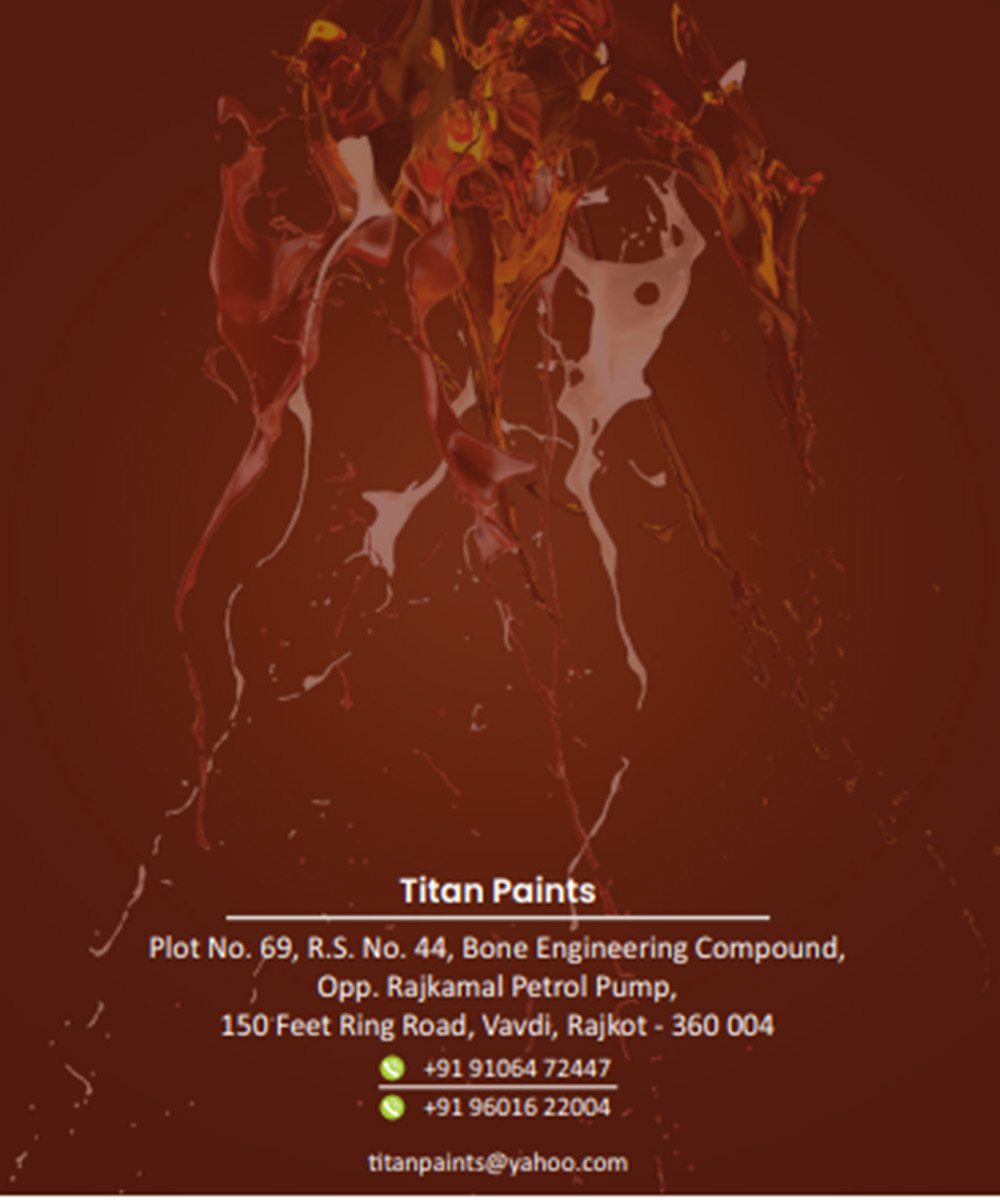 Titan Paints
Plot No. 69, R.S. No. 44, Bone Engineering Compound,
Opp. Rajkamal Petrol Pump,
150 Feet Ring Road, Vavdi, Rajkot - 360 004
+91 91064 72447
+91 96016 22004
titanpaints@yahoo.com